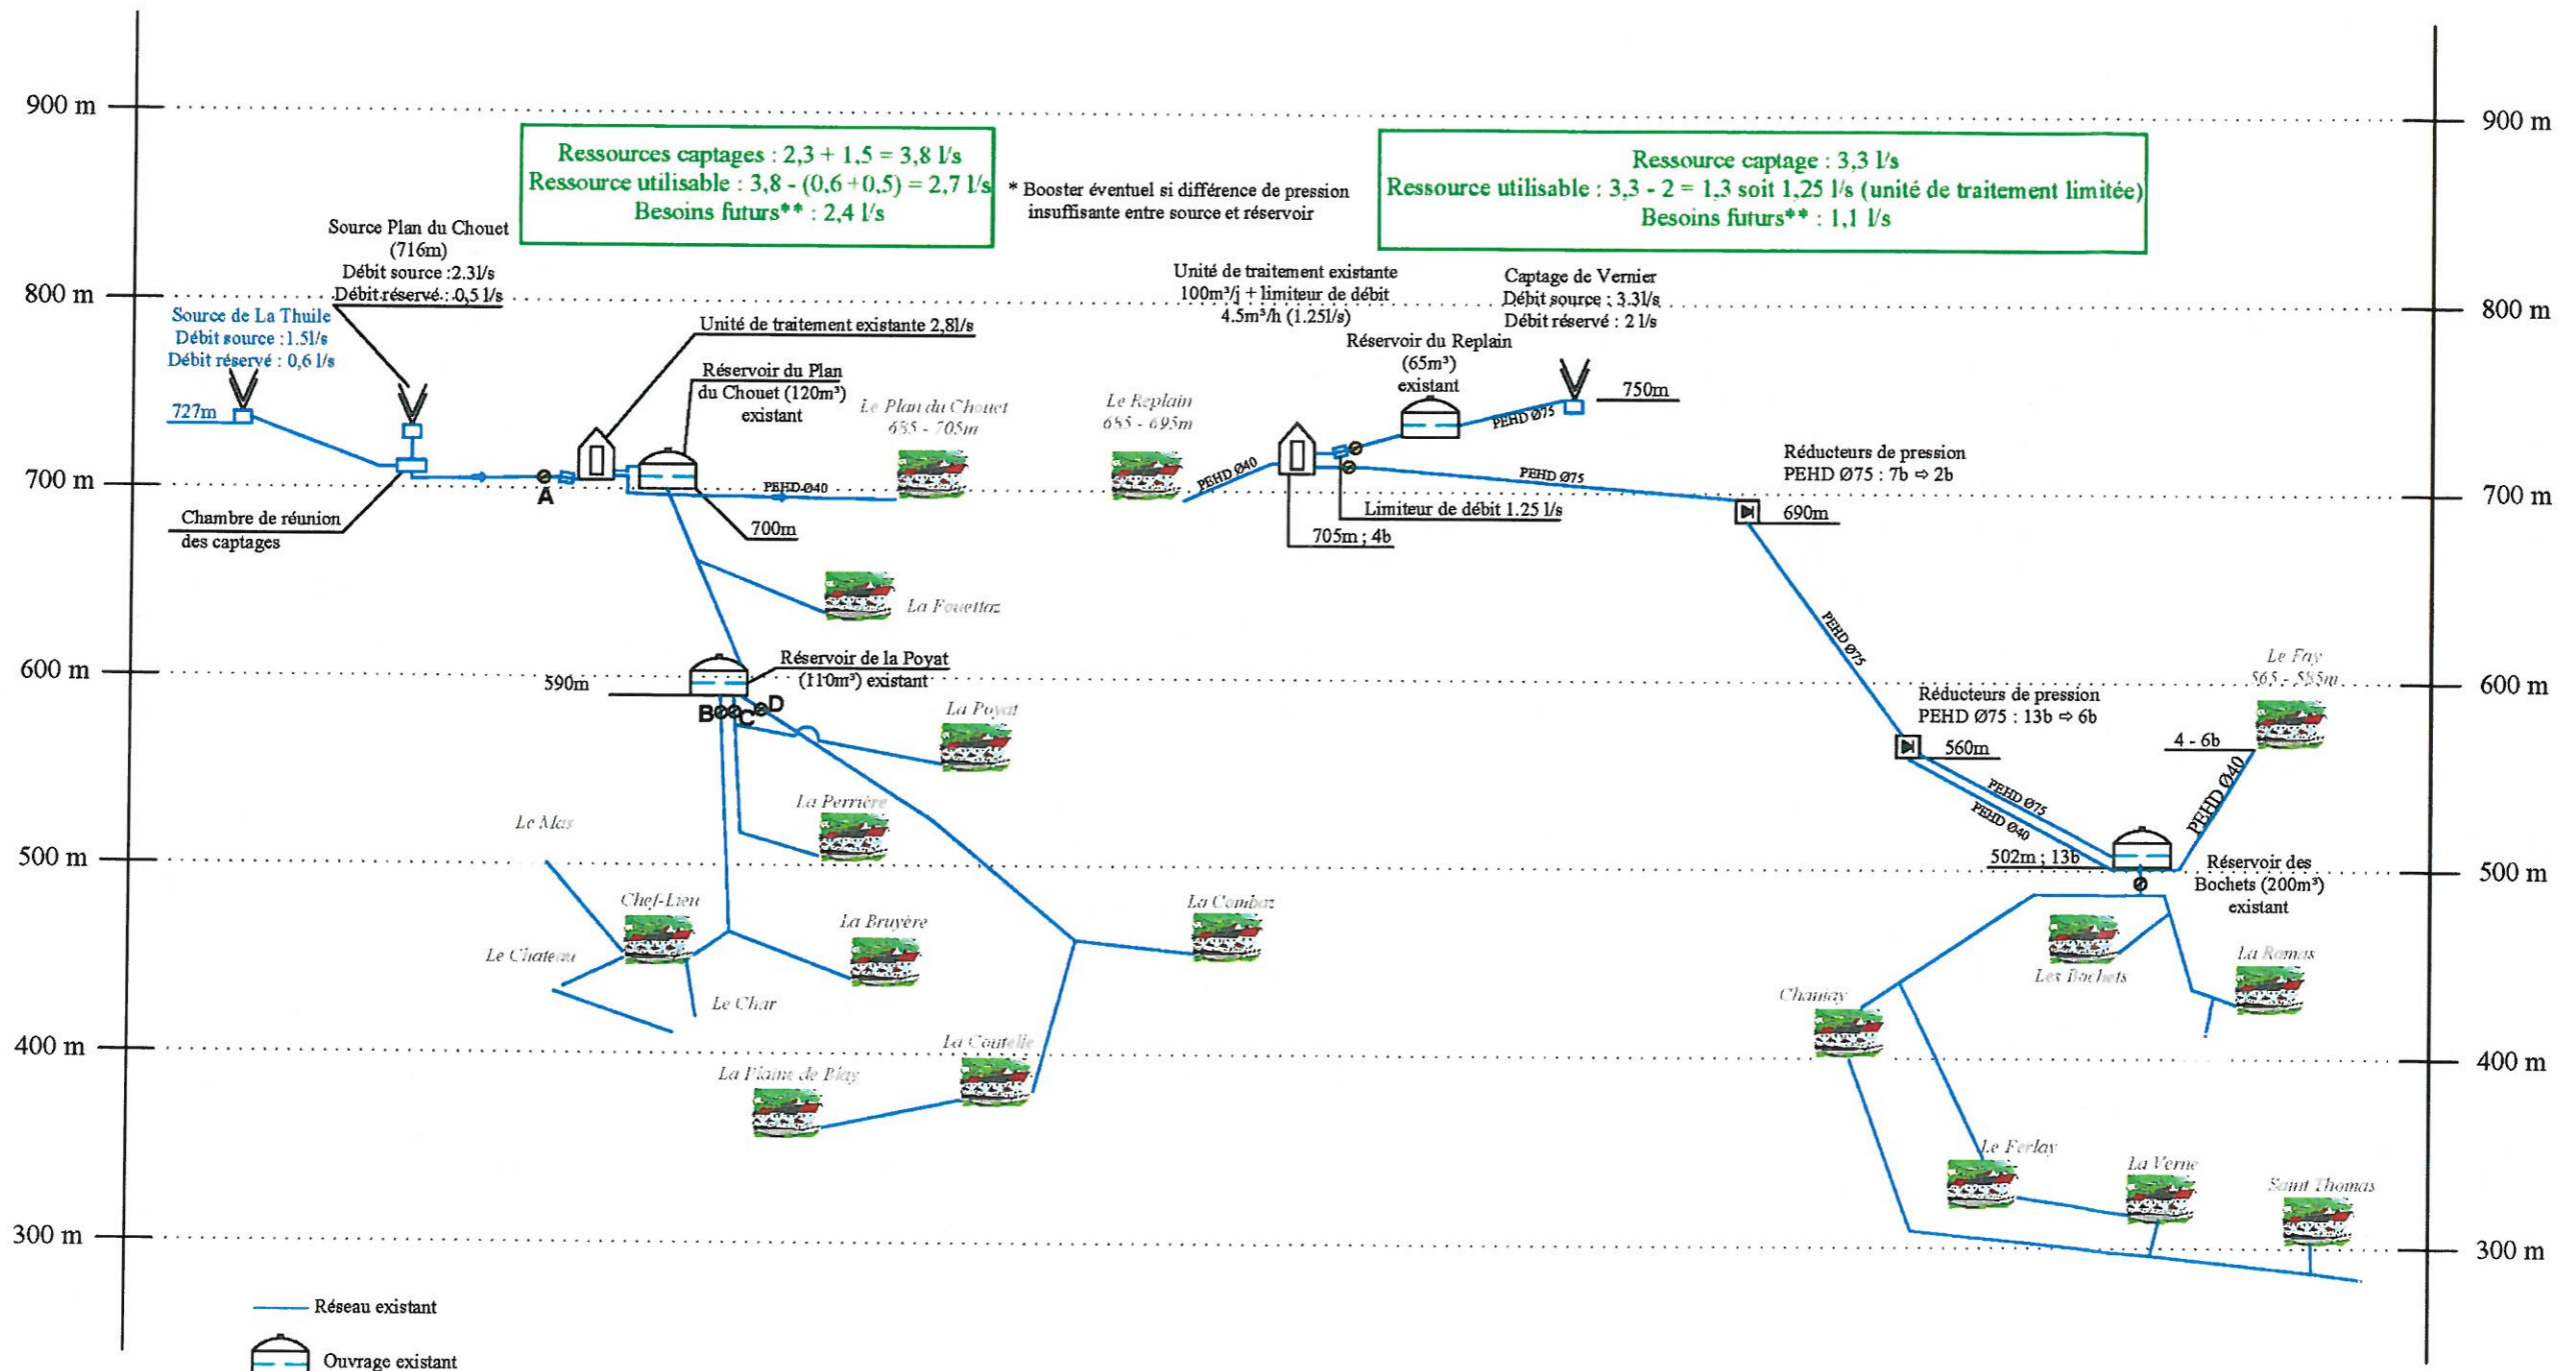 900 m
800 m
700 m
600 m
500 m
400 m
300 m
Ressources captages : 2,3 + 1,5 = 3,8 l/s
Ressource utilisable : 3,8 - (0,6 +0,5) = 2,7 l/s
Besoins futurs** : 2,4 l/s
* Booster éventuel si différence de pression
insuffisante entre source et réservoir
Ressource captage : 3,3 l/s
Ressource utilisable : 3,3 - 2 = 1,3 soit 1,25 l/s (unité de traitement limitée)
Besoins futurs** : 1,1 l/s
Source Plan du Chouet
(716m)
Débit source :2.3l/s
Débit réservé : 0,5 l/s
Source de La Thuile
Débit source :1.5l/s
Débit réservé : 0,6 l/s
727m
Chambre de réunion
des captages
A
Unité de traitement existante 2,8l/s
Réservoir du Plan
du Chouet (120m³)
existant
Le Plan du Chouet
685 - 705m
PEHD Ø40
700m
La Fouettaz
Réservoir de la Poyat
(110m³) existant
590m
B
C
D
La Poyat
La Perrière
Le Mas
Chef-Lieu
La Bruyère
Le Chateau
Le Char
La Combaz
La Coutelle
La Plaine de Blay
Unité de traitement existante
100m³/j + limiteur de débit
4.5m³/h (1.25l/s)
Captage de Vernier
Débit source : 3.3l/s
Débit réservé : 2 l/s
Réservoir du Replain
(65m³)
existant
750m
PEHD Ø75
Le Replain
685 - 695m
PEHD Ø40
PEHD Ø75
Limiteur de débit 1.25 l/s
705m ; 4b
Réducteurs de pression
PEHD Ø75 : 7b ⇨ 2b
690m
PEHD Ø75
Réducteurs de pression
PEHD Ø75 : 13b ⇨ 6b
560m
Le Fay
565 - 585m
4 - 6b
PEHD Ø75
PEHD Ø40
PEHD Ø40
502m ; 13b
Réservoir des
Bochets (200m³)
existant
Les Bochets
La Ramas
Charnay
Le Ferlay
La Verne
Saint Thomas
900 m
800 m
700 m
600 m
500 m
400 m
300 m
Réseau existant
Ouvrage existant